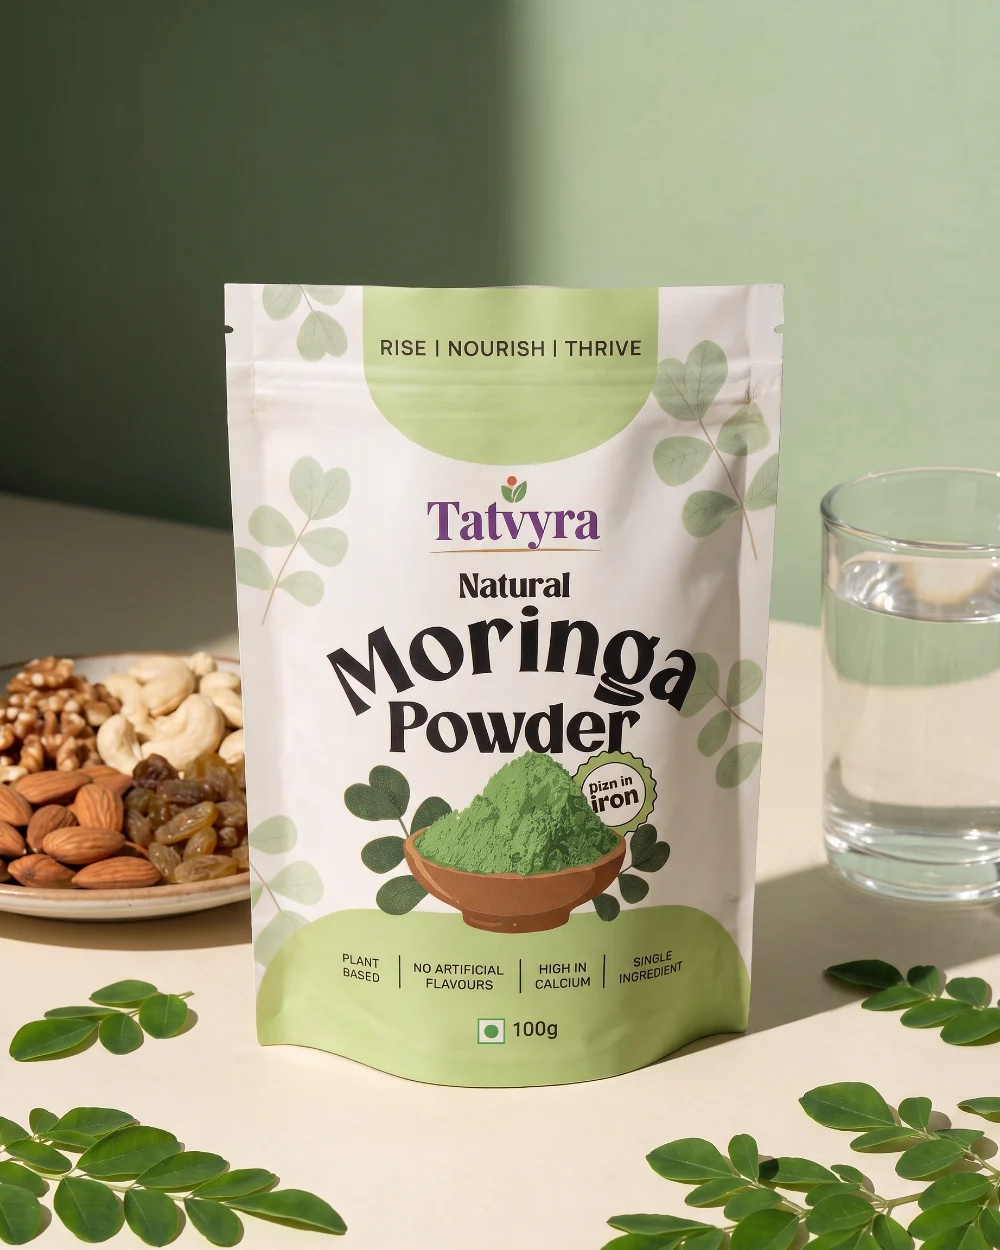 RISE | NOURISH | THRIVE
Tatvyra
Natural
Moringa
Powder
pizn in
iron
PLANT
BASED
NO ARTIFICIAL
FLAVOURS
HIGH IN
CALCIUM
SINGLE
INGREDIENT
100g